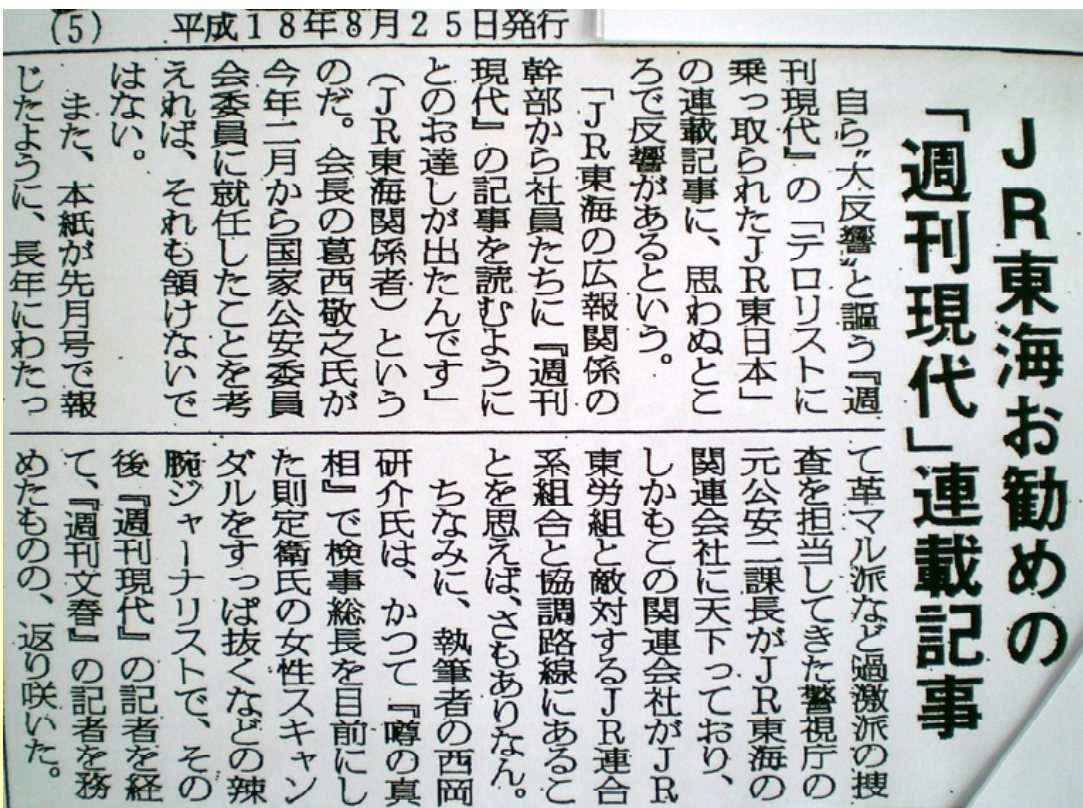 (5) 平成18年8月25日発行
JR東海お勧めの
「週刊現代」連載記事
自ら〝大反響〟と謳う『週
刊現代』の「テロリストに
乗っ取られたJR東日本」
の連載記事に、思わぬとこ
ろで反響があるという。
「JR東海の広報関係の
幹部から社員たちに『週刊
現代』の記事を読むように
とのお達しが出たんです」
(JR東海関係者)という
のだ。会長の葛西敬之氏が
今年二月から国家公安委員
会委員に就任したことを考
えれば、それも頷けないで
はない。
また、本紙が先月号で報
じたように、長年にわたっ
て革マル派など過激派の捜
査を担当してきた警視庁の
元公安二課長がJR東海の
関連会社に天下っており、
しかもこの関連会社がJR
東労組と敵対するJR連合
系組合と協調路線にあるこ
とを思えば、さもありなん。
ちなみに、執筆者の西岡
研介氏は、かつて『噂の真
相』で検事総長を目前にし
た則定衛氏の女性スキャン
ダルをすっぱ抜くなどの辣
腕ジャーナリストで、その
後『週刊現代』の記者を経
て、『週刊文春』の記者を務
めたものの、返り咲いた。